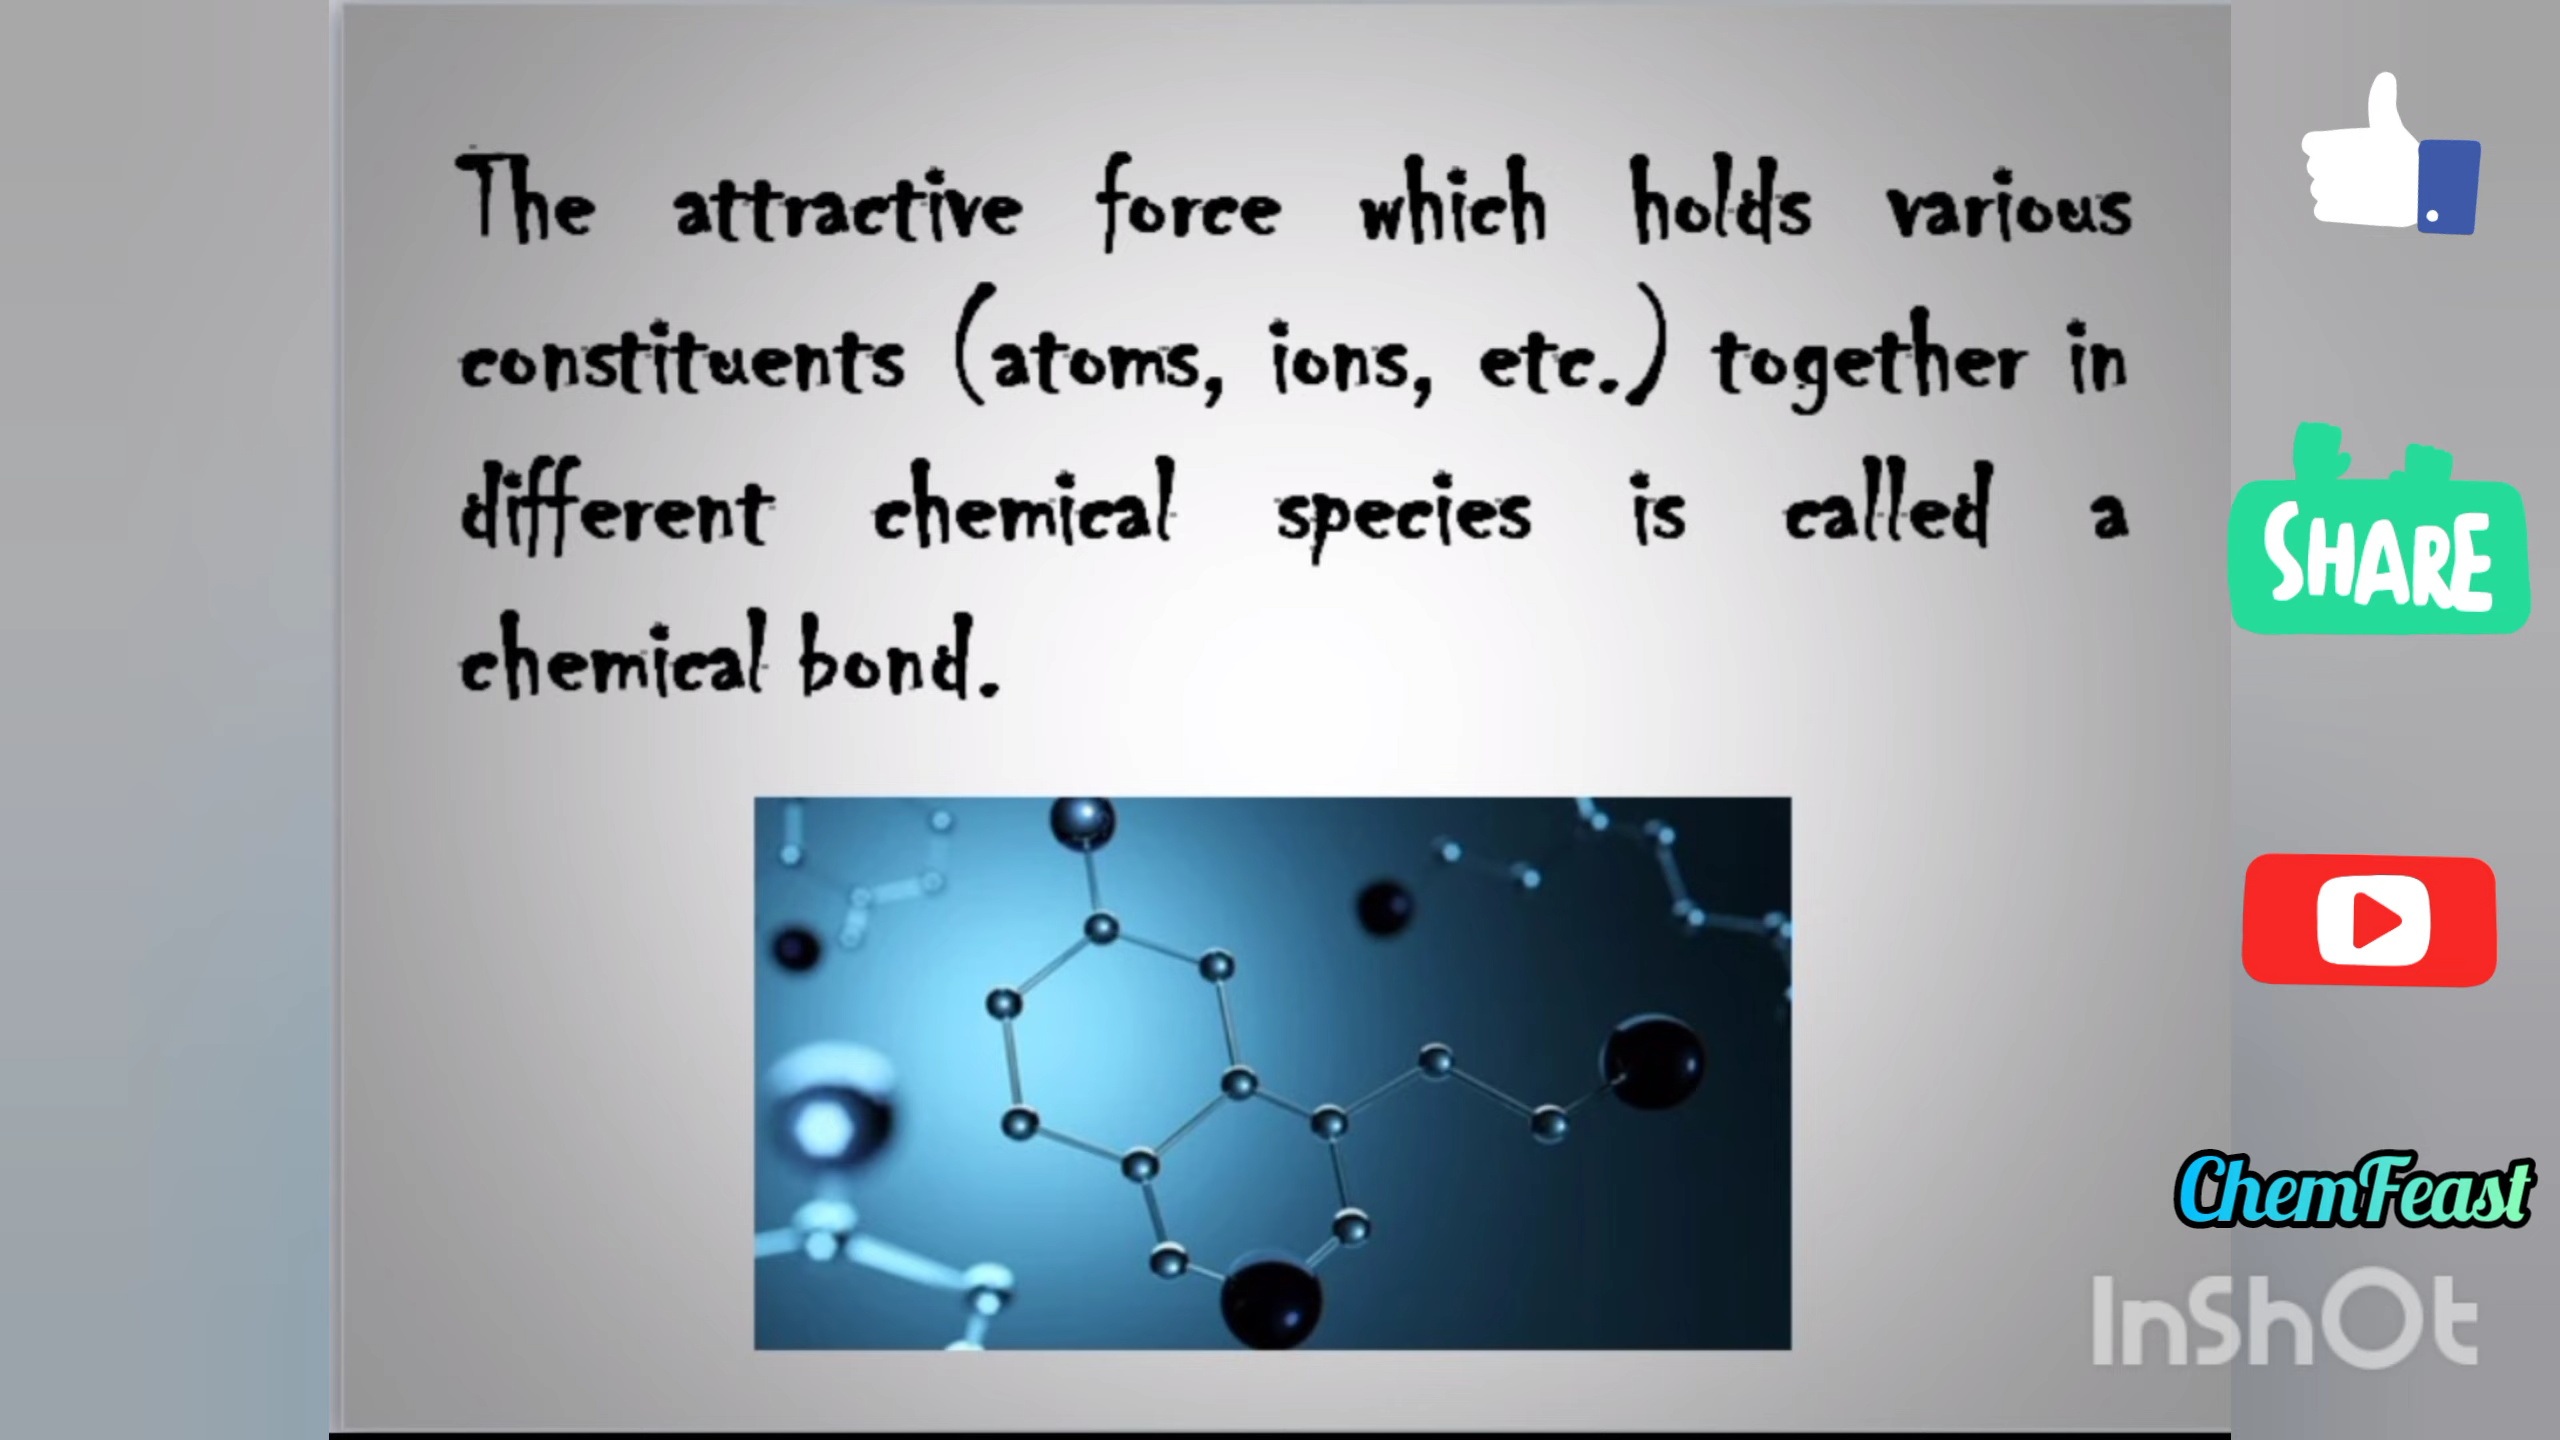 The attractive force which holds various
constituents (atoms, ions, etc.) together in
different chemical species is called a
chemical bond.
SHARE
ChemFeast
InShOt